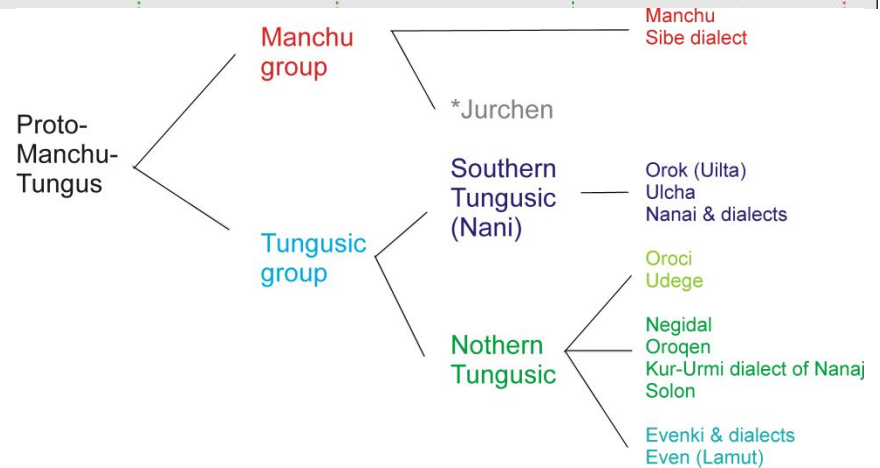 Proto-
Manchu-
Tungus
Manchu
group
Manchu
Sibe dialect
*Jurchen
Tungusic
group
Southern
Tungusic
(Nani)
Orok (Uilta)
Ulcha
Nanai & dialects
Nothern
Tungusic
Oroci
Udege
Negidal
Oroqen
Kur-Urmi dialect of Nanaj
Solon
Evenki & dialects
Even (Lamut)